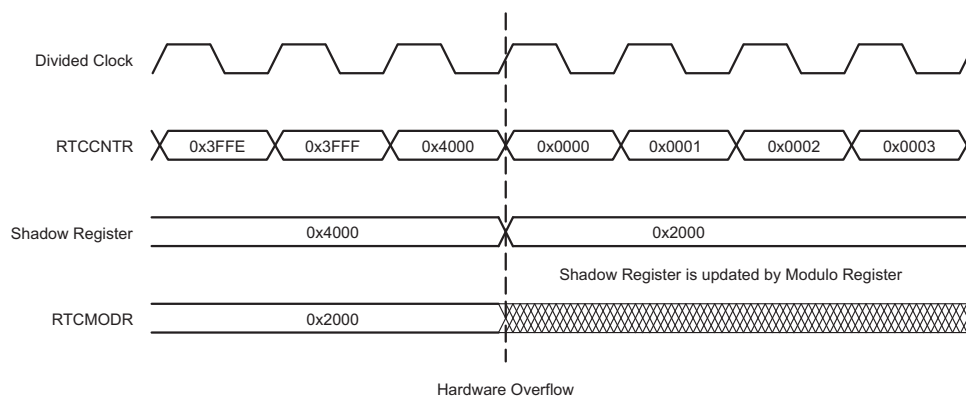 Divided Clock
RTCCNTR 0x3FFE 0x3FFF 0x4000 0x0000 0x0001 0x0002 0x0003
Shadow Register 0x4000 0x2000
Shadow Register is updated by Modulo Register
RTCMODR 0x2000
Hardware Overflow